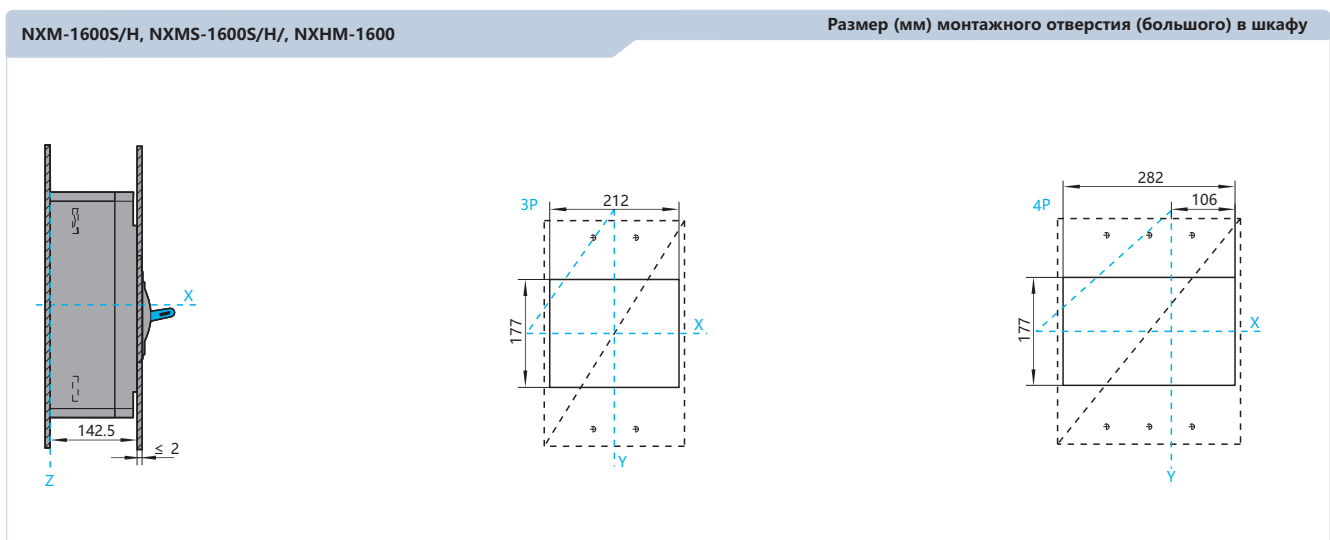 NXM-1600S/H, NXMS-1600S/H/, NXHM-1600
Размер (мм) монтажного отверстия (большого) в шкафу
X
142.5
≤ 2
Z
3P
212
177
X
Y
4P
282
106
177
X
Y